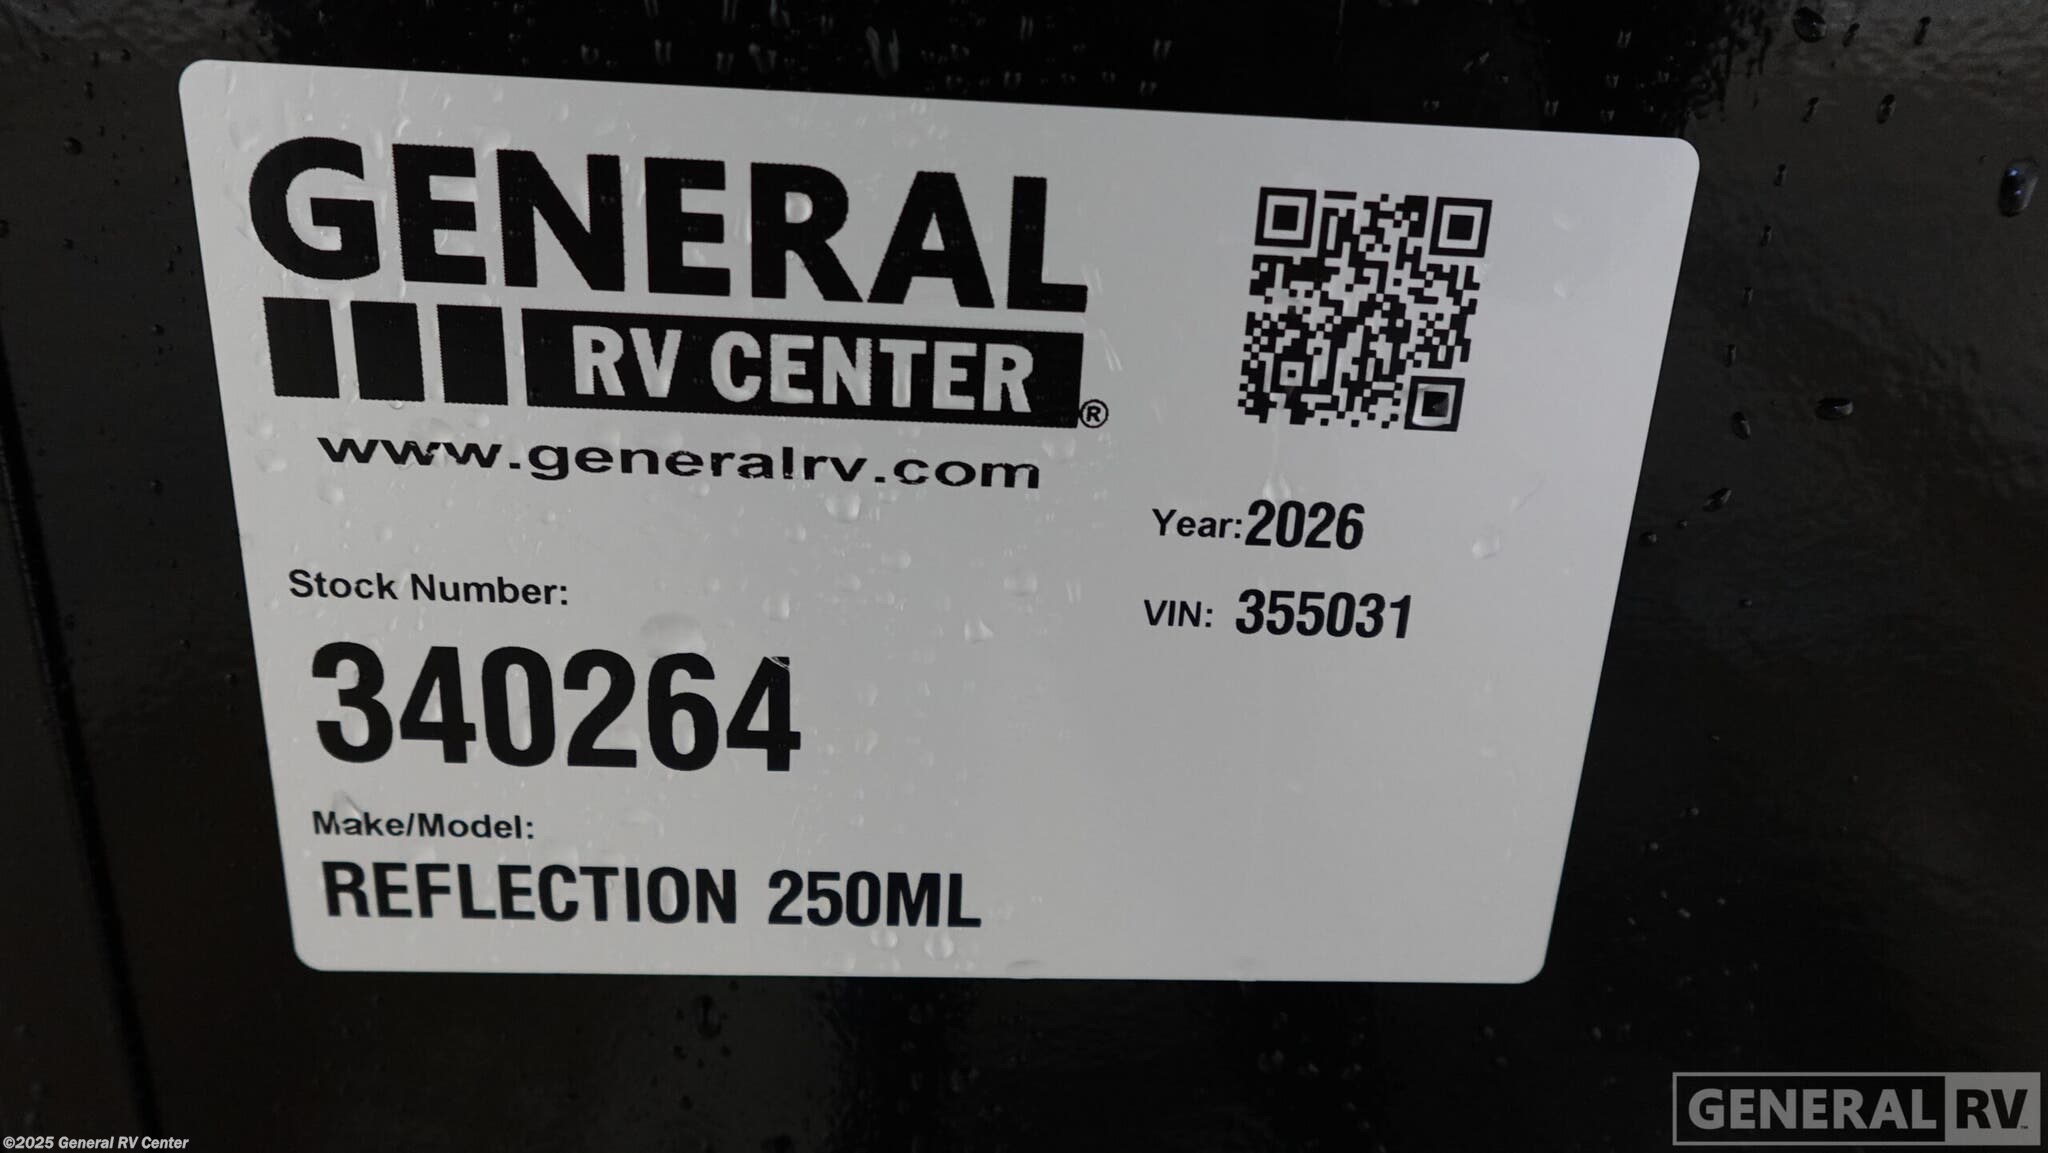 GENERAL
RV CENTER®
www.generalrv.com
Year: 2026
VIN: 355031
Stock Number:
340264
Make/Model:
REFLECTION 250ML
©2025 General RV Center
GENERAL RV™